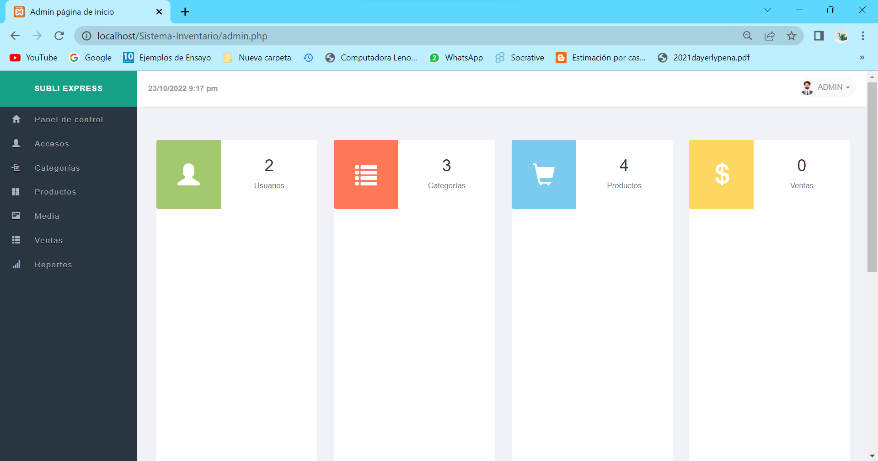 Admin página de inicio
localhost/Sistema-Inventario/admin.php
YouTube
Google
10
Ejemplos de Ensayo
Nueva carpeta
Computadora Leno...
2
WhatsApp
Socrative
Estimación por cas...
2021dayerlypena.pdf
»
SUBLI EXPRESS
23/10/2022 9:17 pm
ADMIN
Panel de control
Accesos
Categorías
Productos
Media
Ventas
Reportes
2
Usuarios
3
Categorías
4
Productos
$
0
Ventas